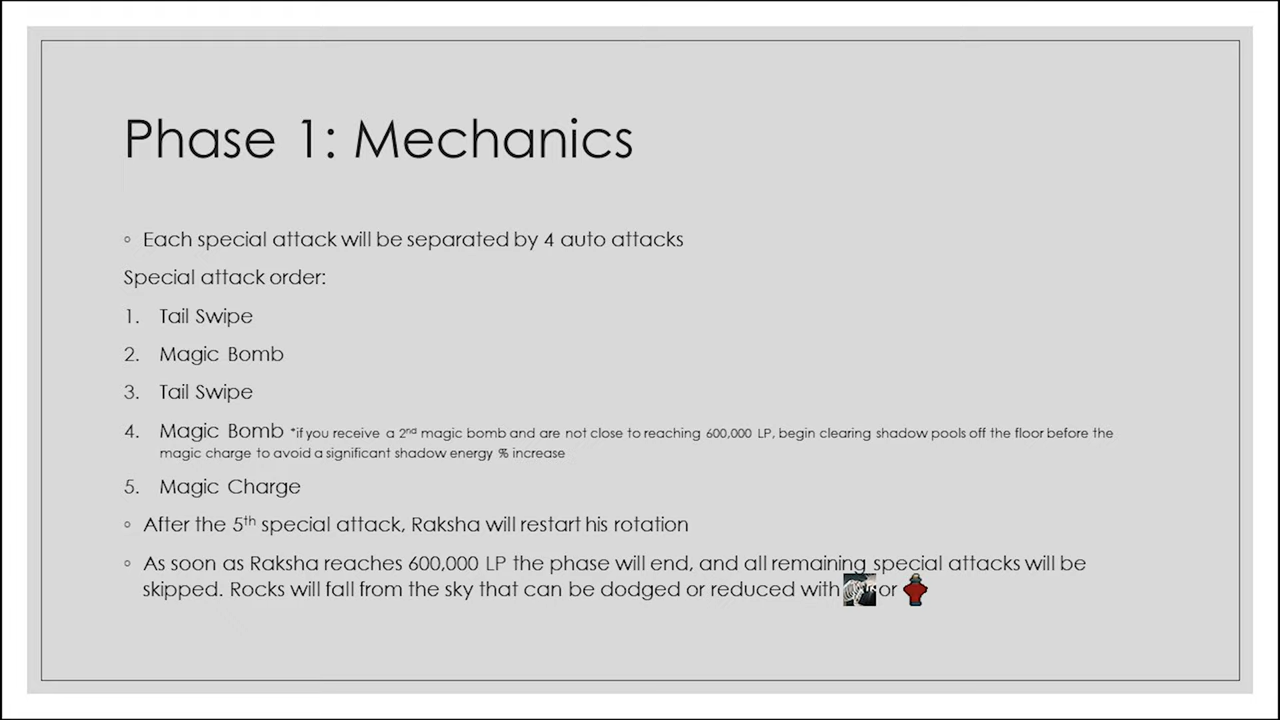 Phase 1: Mechanics
◦ Each special attack will be separated by 4 auto attacks
Special attack order:
1. Tail Swipe
2. Magic Bomb
3. Tail Swipe
4. Magic Bomb *if you receive a 2nd magic bomb and are not close to reaching 600,000 LP, begin clearing shadow pools off the floor before the
magic charge to avoid a significant shadow energy % increase
5. Magic Charge
◦ After the 5th special attack, Raksha will restart his rotation
◦ As soon as Raksha reaches 600,000 LP the phase will end, and all remaining special attacks will be
skipped. Rocks will fall from the sky that can be dodged or reduced with or